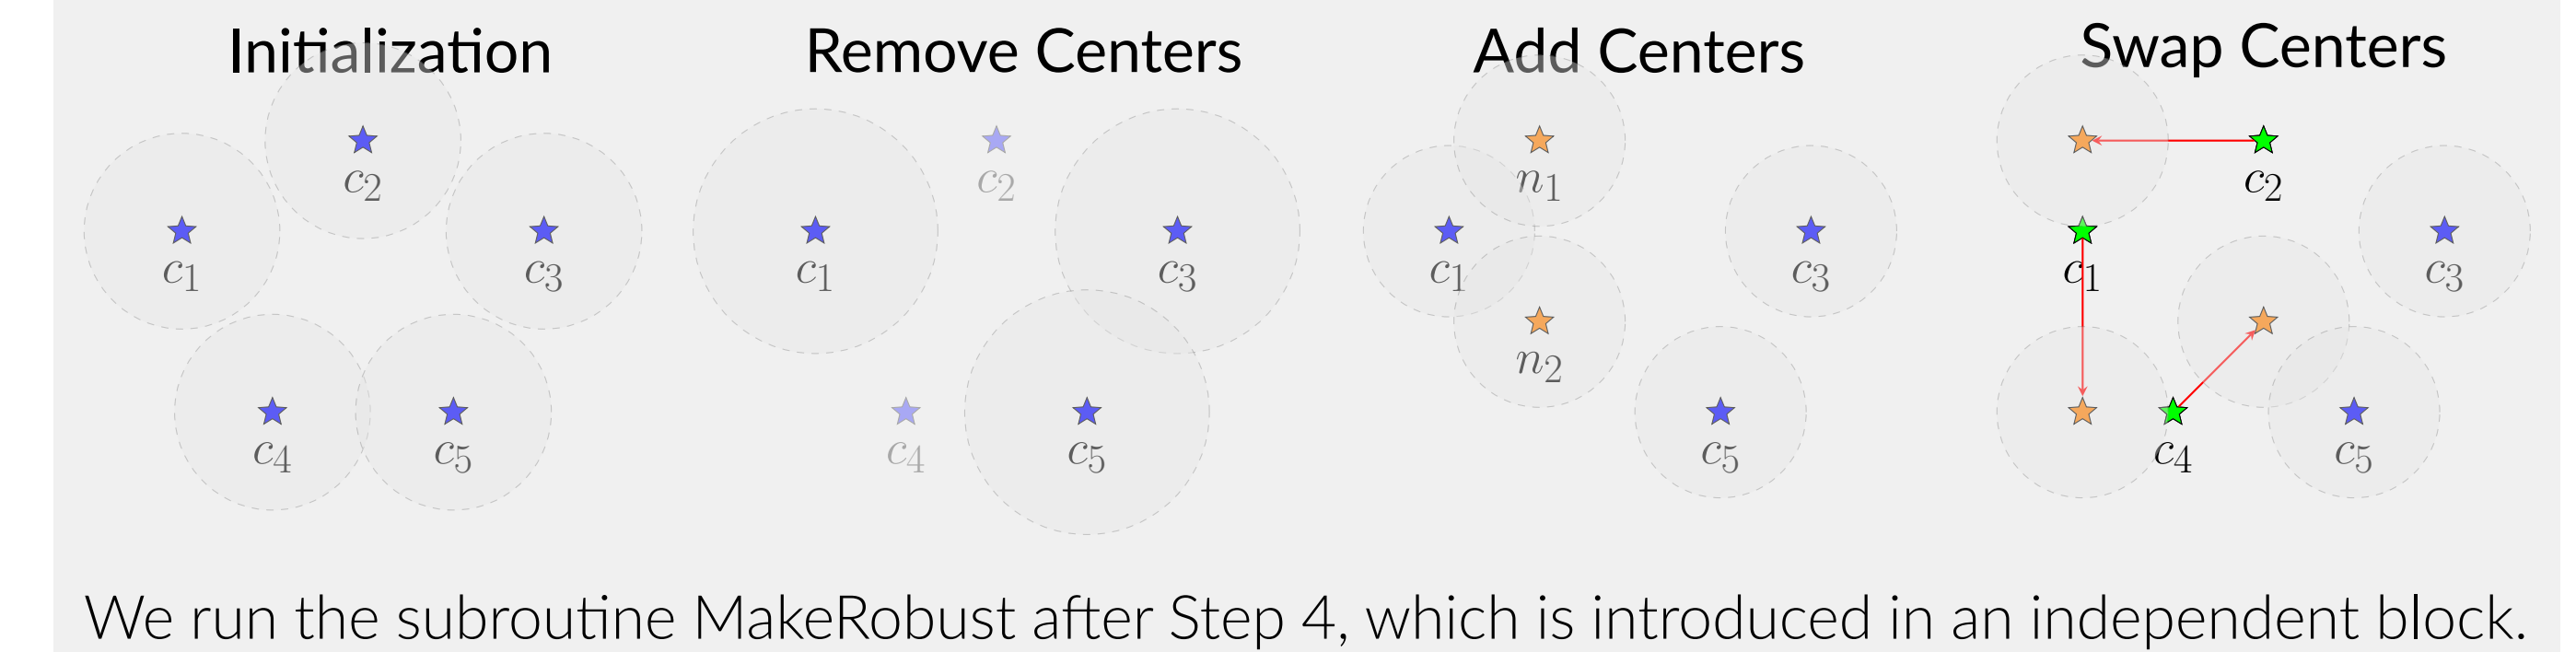 Initialization
Remove Centers
Add Centers
Swap Centers
c2
c1
c3
c4
c5
c2
c1
c3
c4
c5
n1
c1
c3
n2
c5
c2
c1
c3
c4
c5
We run the subroutine MakeRobust after Step 4, which is introduced in an independent block.